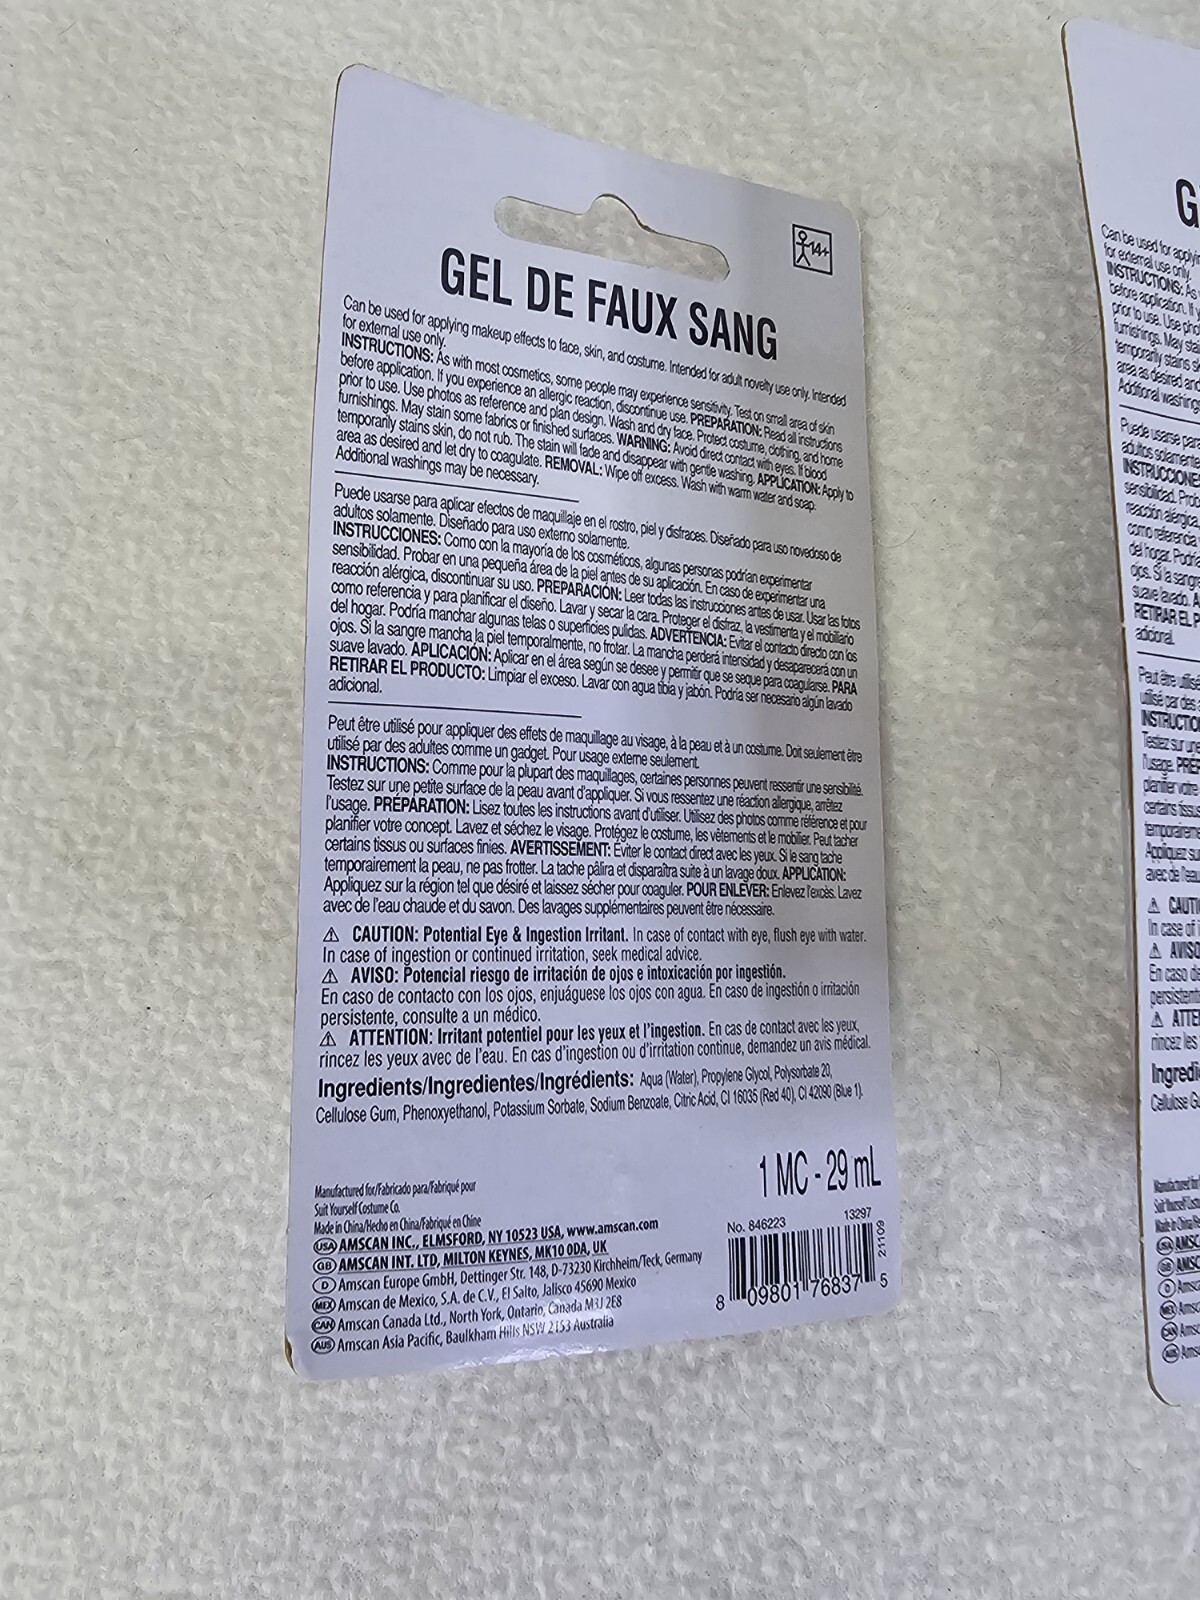 14+
GEL DE FAUX SANG
Can be used for applying makeup effects to face, skin, and costume. Intended for adult novelty use only. Intended
for external use only.
INSTRUCTIONS: As with most cosmetics, some people may experience sensitivity. Test on small area of skin
before application. If you experience an allergic reaction, discontinue use. PREPARATION: Read all instructions
prior to use. Use photos as reference and plan design. Wash and dry face. Protect costume, clothing, and home
furnishings. May stain some fabrics or finished surfaces. WARNING: Avoid direct contact with eyes. If blood
temporarily stains skin, do not rub. The stain will fade and disappear with gentle washing. APPLICATION: Apply to
area as desired and let dry to coagulate. REMOVAL: Wipe off excess. Wash with warm water and soap.
Additional washings may be necessary.
Puede usarse para aplicar efectos de maquillaje en el rostro, piel y disfraces. Diseñado para uso novedoso de
adultos solamente. Diseñado para uso externo solamente.
INSTRUCCIONES: Como con la mayoría de los cosméticos, algunas personas podrían experimentar
sensibilidad. Probar en una pequeña área de la piel antes de su aplicación. En caso de experimentar una
reacción alérgica, discontinuar su uso. PREPARACIÓN: Leer todas las instrucciones antes de usar. Usar las fotos
como referencia y para planificar el diseño. Lavar y secar la cara. Proteger el disfraz, la vestimenta y el mobiliario
del hogar. Podría manchar algunas telas o superficies pulidas. ADVERTENCIA: Evitar el contacto directo con los
ojos. Si la sangre mancha la piel temporalmente, no frotar. La mancha perderá intensidad y desaparecerá con un
suave lavado. APLICACIÓN: Aplicar en el área según se desee y permitir que se seque para coagularse. PARA
RETIRAR EL PRODUCTO: Limpiar el exceso. Lavar con agua tibia y jabón. Podría ser necesario algún lavado
adicional.
Peut être utilisé pour appliquer des effets de maquillage au visage, à la peau et à un costume. Doit seulement être
utilisé par des adultes comme un gadget. Pour usage externe seulement.
INSTRUCTIONS: Comme pour la plupart des maquillages, certaines personnes peuvent ressentir une sensibilité.
Testez sur une petite surface de la peau avant d'appliquer. Si vous ressentez une réaction allergique, arrêtez
l'usage. PRÉPARATION: Lisez toutes les instructions avant d'utiliser. Utilisez des photos comme référence et pour
planifier votre concept. Lavez et séchez le visage. Protégez le costume, les vêtements et le mobilier. Peut tacher
certains tissus ou surfaces finies. AVERTISSEMENT: Éviter le contact direct avec les yeux. Si le sang tache
temporairement la peau, ne pas frotter. La tache pâlira et disparaîtra suite à un lavage doux. APPLICATION:
Appliquez sur la région tel que désiré et laissez sécher pour coaguler. POUR ENLEVER: Enlevez l'excès. Lavez
avec de l'eau chaude et du savon. Des lavages supplémentaires peuvent être nécessaire.
⚠ CAUTION: Potential Eye & Ingestion Irritant. In case of contact with eye, flush eye with water.
In case of ingestion or continued irritation, seek medical advice.
⚠ AVISO: Potencial riesgo de irritación de ojos e intoxicación por ingestión.
En caso de contacto con los ojos, enjuáguese los ojos con agua. En caso de ingestión o irritación
persistente, consulte a un médico.
⚠ ATTENTION: Irritant potentiel pour les yeux et l'ingestion. En cas de contact avec les yeux,
rincez les yeux avec de l'eau. En cas d'ingestion ou d'irritation continue, demandez un avis médical.
Ingredients/Ingredientes/Ingrédients: Aqua (Water), Propylene Glycol, Polysorbate 20,
Cellulose Gum, Phenoxyethanol, Potassium Sorbate, Sodium Benzoate, Citric Acid, CI 16035 (Red 40), CI 42090 (Blue 1).
1 MC - 29 mL
Manufactured for/Fabricado para/Fabriqué pour
Suit Yourself Costume Co.
Made in China/Hecho en China/Fabriqué en Chine
USA AMSCAN INC., ELMSFORD, NY 10523 USA, www.amscan.com
GB AMSCAN INT. LTD, MILTON KEYNES, MK10 0DA, UK
D Amscan Europe GmbH, Dettinger Str. 148, D-73230 Kirchheim/Teck, Germany
MEX Amscan de Mexico, S.A. de C.V., El Salto, Jalisco 45690 Mexico
CAN Amscan Canada Ltd., North York, Ontario, Canada M3J 2E8
AUS Amscan Asia Pacific, Baulkham Hills NSW 2153 Australia
No. 846223 13297
21109
8 09801 76837 5